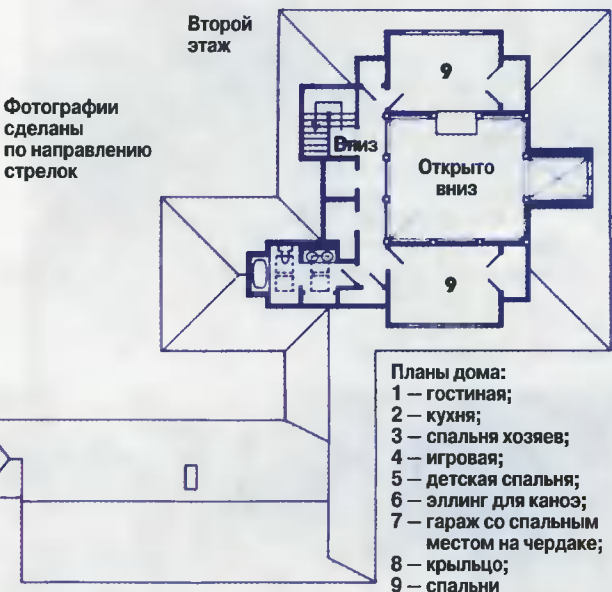 Второй
этаж
Фотографии
сделаны
по направлению
стрелок
9
Вниз
Открыто
вниз
9
Планы дома:
1 — гостиная;
2 — кухня;
3 — спальня хозяев;
4 — игровая;
5 — детская спальня;
6 — эллинг для каноэ;
7 — гараж со спальным
местом на чердаке;
8 — крыльцо;
9 — спальни